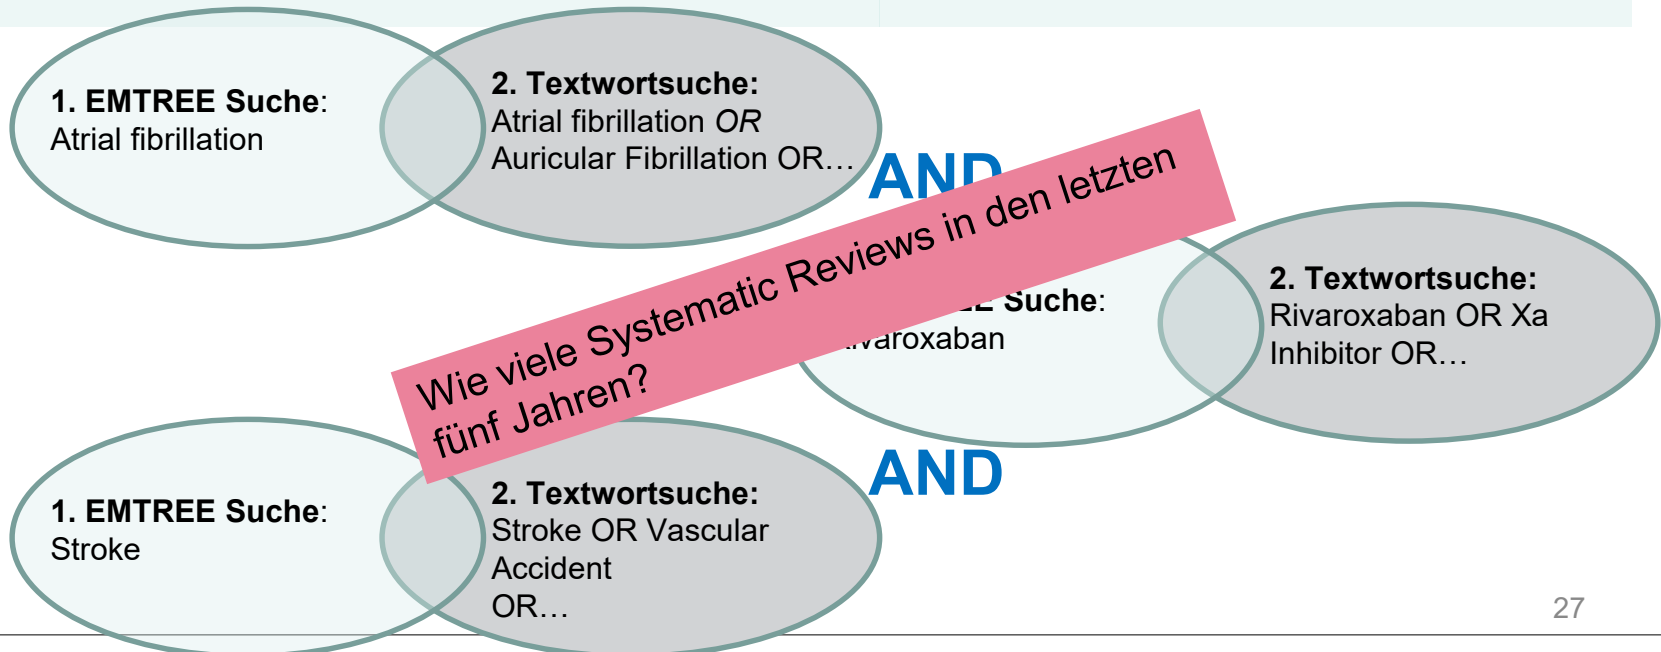 1. EMTREE Suche:
Atrial fibrillation
2. Textwortsuche:
Atrial fibrillation OR
Auricular Fibrillation OR…
AND
Wie viele Systematic Reviews in den letzten
fünf Jahren?
Suche:
2. Textwortsuche:
Rivaroxaban OR Xa
Inhibitor OR…
AND
1. EMTREE Suche:
Stroke
2. Textwortsuche:
Stroke OR Vascular
Accident
OR…
27